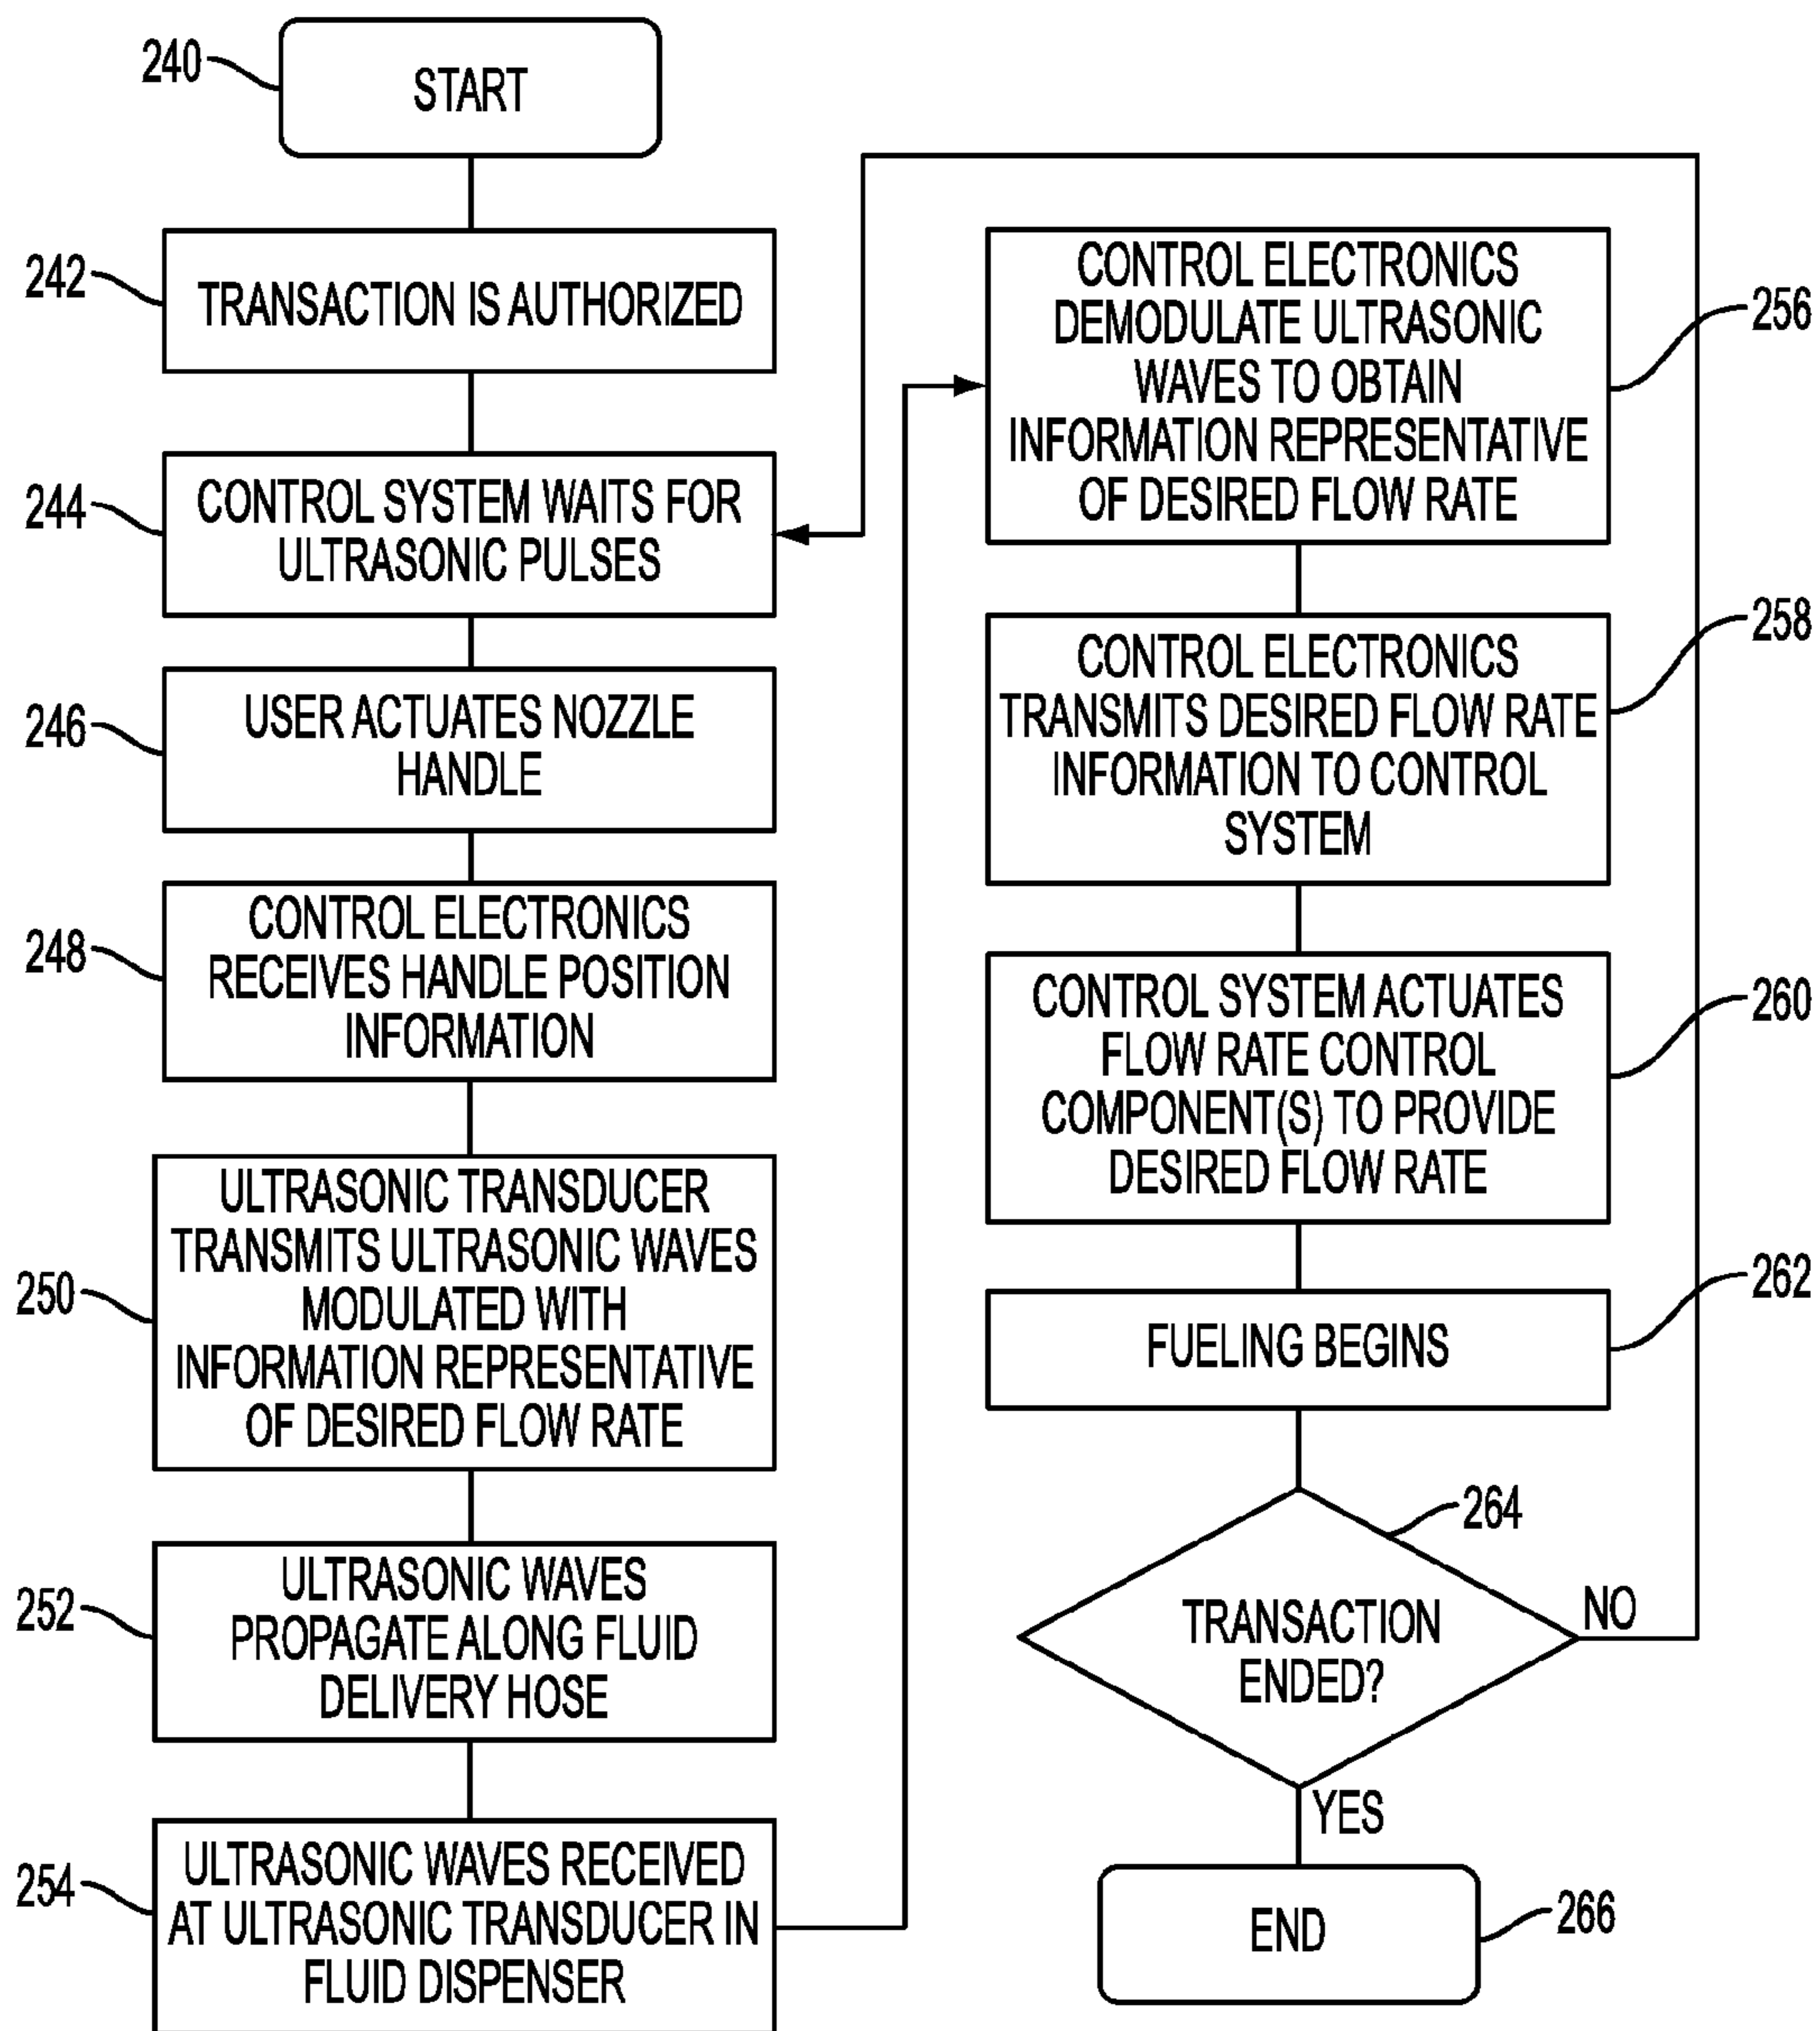 240
START
242
TRANSACTION IS AUTHORIZED
244
CONTROL SYSTEM WAITS FOR
ULTRASONIC PULSES
246
USER ACTUATES NOZZLE
HANDLE
248
CONTROL ELECTRONICS
RECEIVES HANDLE POSITION
INFORMATION
250
ULTRASONIC TRANSDUCER
TRANSMITS ULTRASONIC WAVES
MODULATED WITH
INFORMATION REPRESENTATIVE
OF DESIRED FLOW RATE
252
ULTRASONIC WAVES
PROPAGATE ALONG FLUID
DELIVERY HOSE
254
ULTRASONIC WAVES RECEIVED
AT ULTRASONIC TRANSDUCER IN
FLUID DISPENSER
CONTROL ELECTRONICS
DEMODULATE ULTRASONIC
WAVES TO OBTAIN
INFORMATION REPRESENTATIVE
OF DESIRED FLOW RATE
256
CONTROL ELECTRONICS
TRANSMITS DESIRED FLOW RATE
INFORMATION TO CONTROL
SYSTEM
258
CONTROL SYSTEM ACTUATES
FLOW RATE CONTROL
COMPONENT(S) TO PROVIDE
DESIRED FLOW RATE
260
FUELING BEGINS
262
264
TRANSACTION
ENDED?
NO
YES
END
266